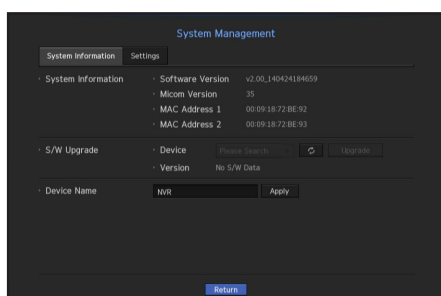 System Management
System Information Settings
System Information Software Version v2.00_140424184659
Micom Version 35
MAC Address 1 00:09:18:72:BE:92
MAC Address 2 00:09:18:72:BE:93
S/W Upgrade Device Please Search Upgrade
Version No S/W Data
Device Name NVR Apply
Return